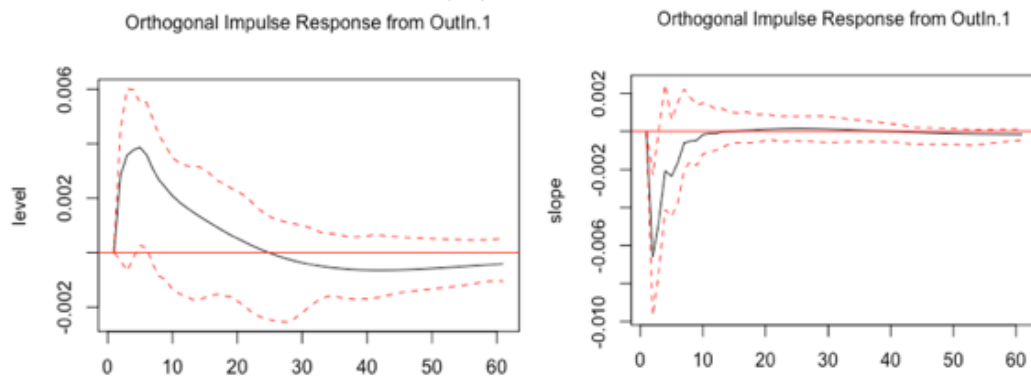 Orthogonal Impulse Response from OutIn.1
level
0.006
0.002
-0.002
0 10 20 30 40 50 60
Orthogonal Impulse Response from OutIn.1
slope
0.002
-0.002
-0.006
-0.010
0 10 20 30 40 50 60